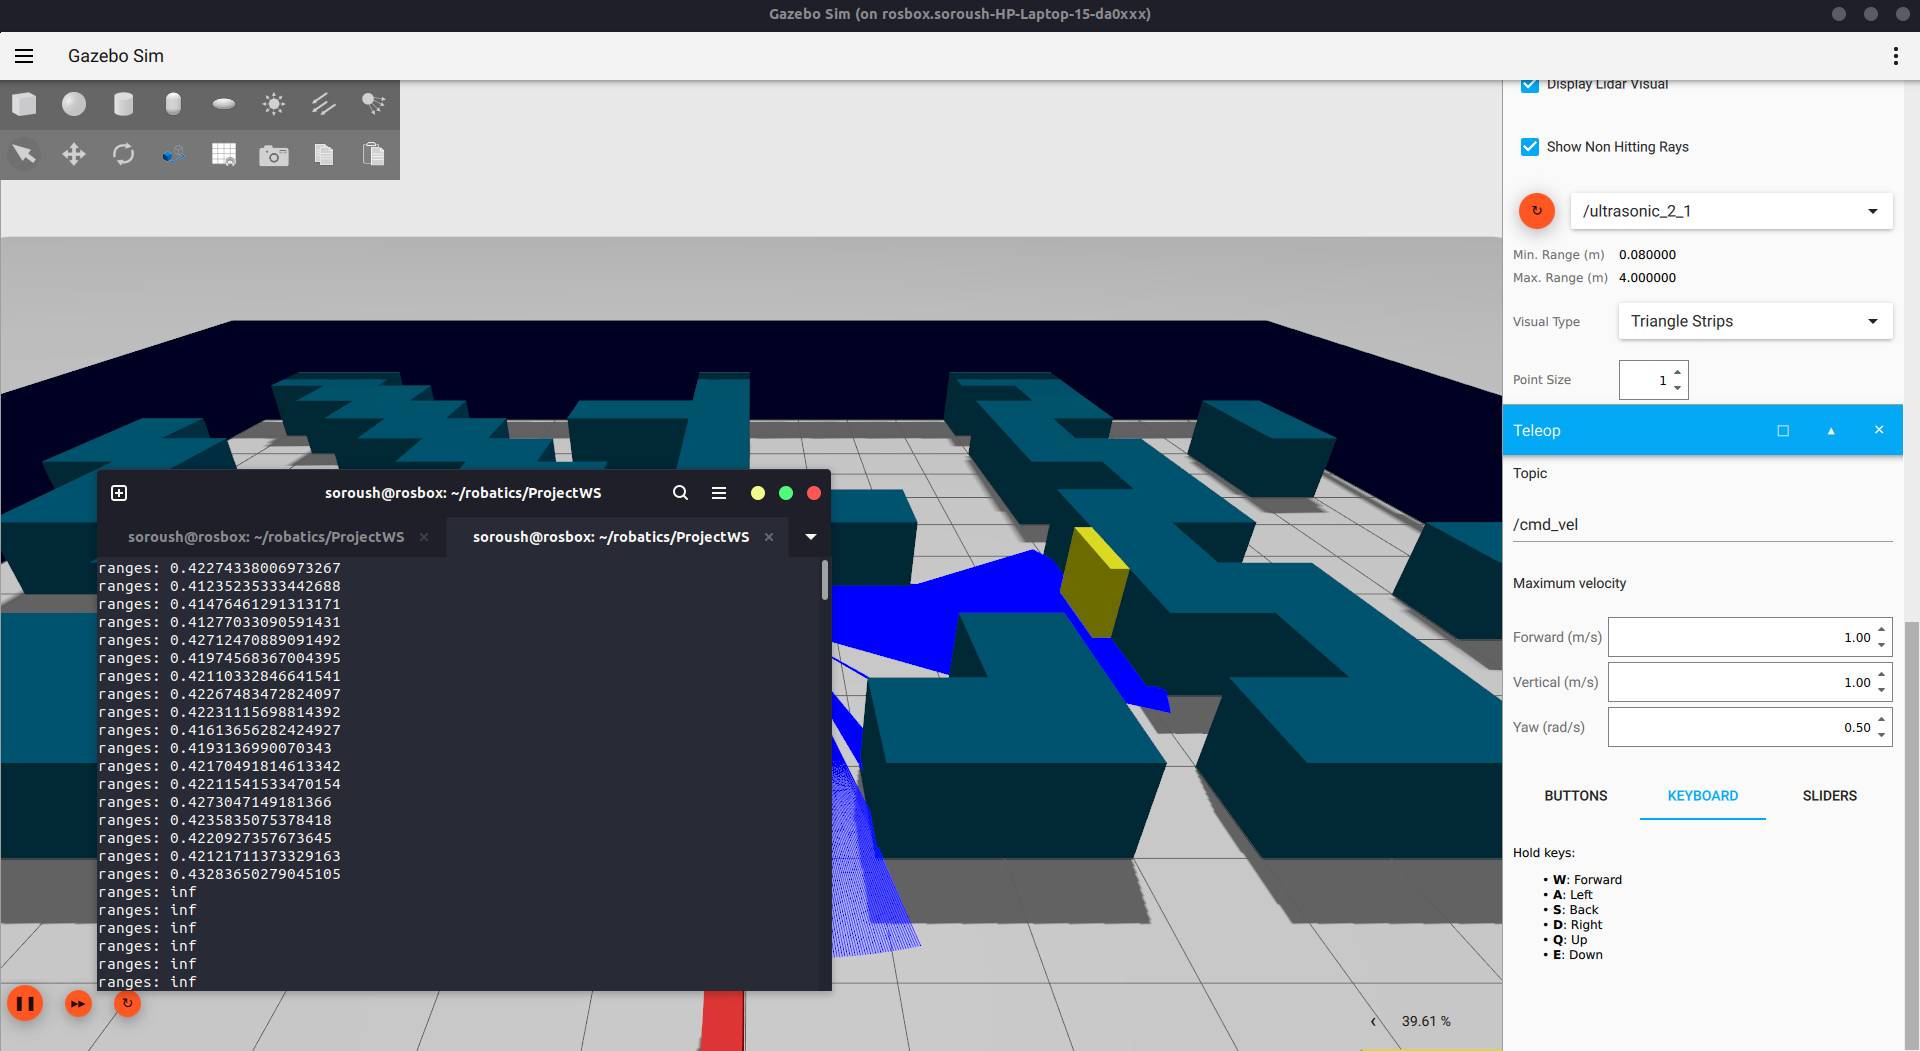 Gazebo Sim (on rosbox.soroush-HP-Laptop-15-da0xxx)
Gazebo Sim
Display Lidar Visual
Show Non Hitting Rays
/ultrasonic_2_1
Min. Range (m) 0.080000
Max. Range (m) 4.000000
Visual Type Triangle Strips
Point Size 1
Teleop
Topic
/cmd_vel
Maximum velocity
Forward (m/s) 1.00
Vertical (m/s) 1.00
Yaw (rad/s) 0.50
BUTTONS KEYBOARD SLIDERS
Hold keys:
• W: Forward
• A: Left
• S: Back
• D: Right
• Q: Up
• E: Down
soroush@rosbox: ~/robatics/ProjectWS
soroush@rosbox: ~/robatics/ProjectWS soroush@rosbox: ~/robatics/ProjectWS
ranges: 0.42274338006973267
ranges: 0.412352353334442688
ranges: 0.41476461291313171
ranges: 0.41277033090591431
ranges: 0.42712470889091492
ranges: 0.41974568367004395
ranges: 0.42110332846641541
ranges: 0.42267483472824097
ranges: 0.42231115698814392
ranges: 0.41613656282424927
ranges: 0.4193136990070343
ranges: 0.42170491814613342
ranges: 0.42211541533470154
ranges: 0.4273047149181366
ranges: 0.4235835075378418
ranges: 0.4220927357673645
ranges: 0.42121711373329163
ranges: 0.43283650279045105
ranges: inf
ranges: inf
ranges: inf
ranges: inf
ranges: inf
ranges: inf
39.61 %